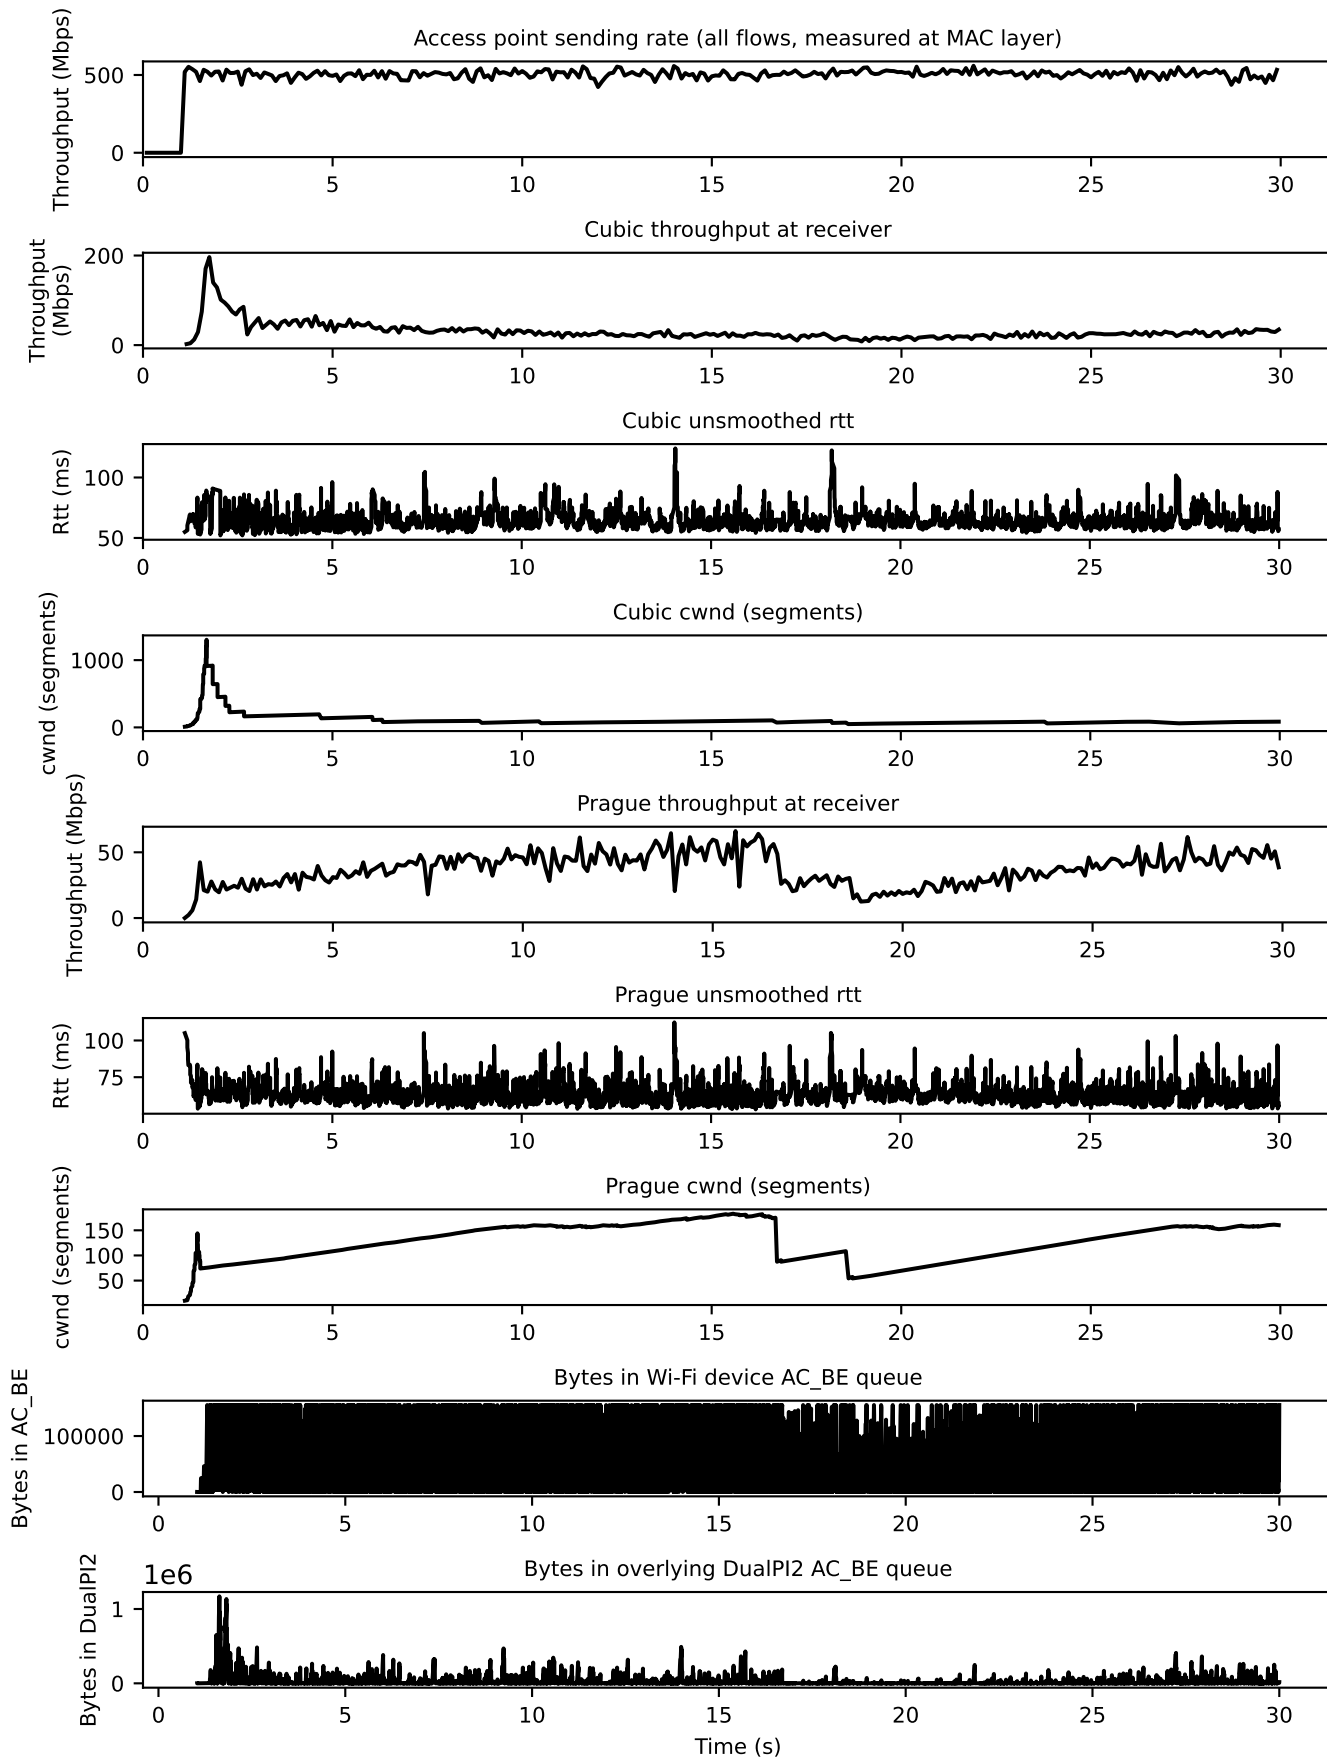 Access point sending rate (all flows, measured at MAC layer)
Throughput (Mbps)
500
0
0 5 10 15 20 25 30
Cubic throughput at receiver
Throughput
(Mbps)
200
0
0 5 10 15 20 25 30
Cubic unsmoothed rtt
Rtt (ms)
100
50
0 5 10 15 20 25 30
Cubic cwnd (segments)
cwnd (segments)
1000
0
0 5 10 15 20 25 30
Prague throughput at receiver
Throughput (Mbps)
50
0
0 5 10 15 20 25 30
Prague unsmoothed rtt
Rtt (ms)
100
75
0 5 10 15 20 25 30
Prague cwnd (segments)
cwnd (segments)
150
100
50
0 5 10 15 20 25 30
Bytes in Wi-Fi device AC_BE queue
Bytes in AC_BE
100000
0
0 5 10 15 20 25 30
Bytes in overlying DualPI2 AC_BE queue
1e6
Bytes in DualPI2
1
0
0 5 10 15 20 25 30
Time (s)